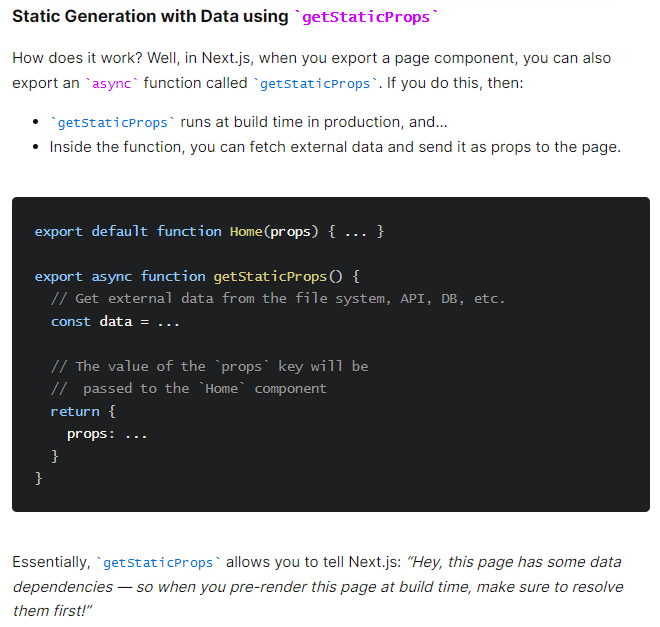 Static Generation with Data using `getStaticProps`
How does it work? Well, in Next.js, when you export a page component, you can also
export an `async` function called `getStaticProps`. If you do this, then:
• `getStaticProps` runs at build time in production, and…
• Inside the function, you can fetch external data and send it as props to the page.
export default function Home(props) { ... }
export async function getStaticProps() {
  // Get external data from the file system, API, DB, etc.
  const data = ...
  // The value of the `props` key will be
  //  passed to the `Home` component
  return {
    props: ...
  }
}
Essentially, `getStaticProps` allows you to tell Next.js: “Hey, this page has some data
dependencies — so when you pre-render this page at build time, make sure to resolve
them first!”